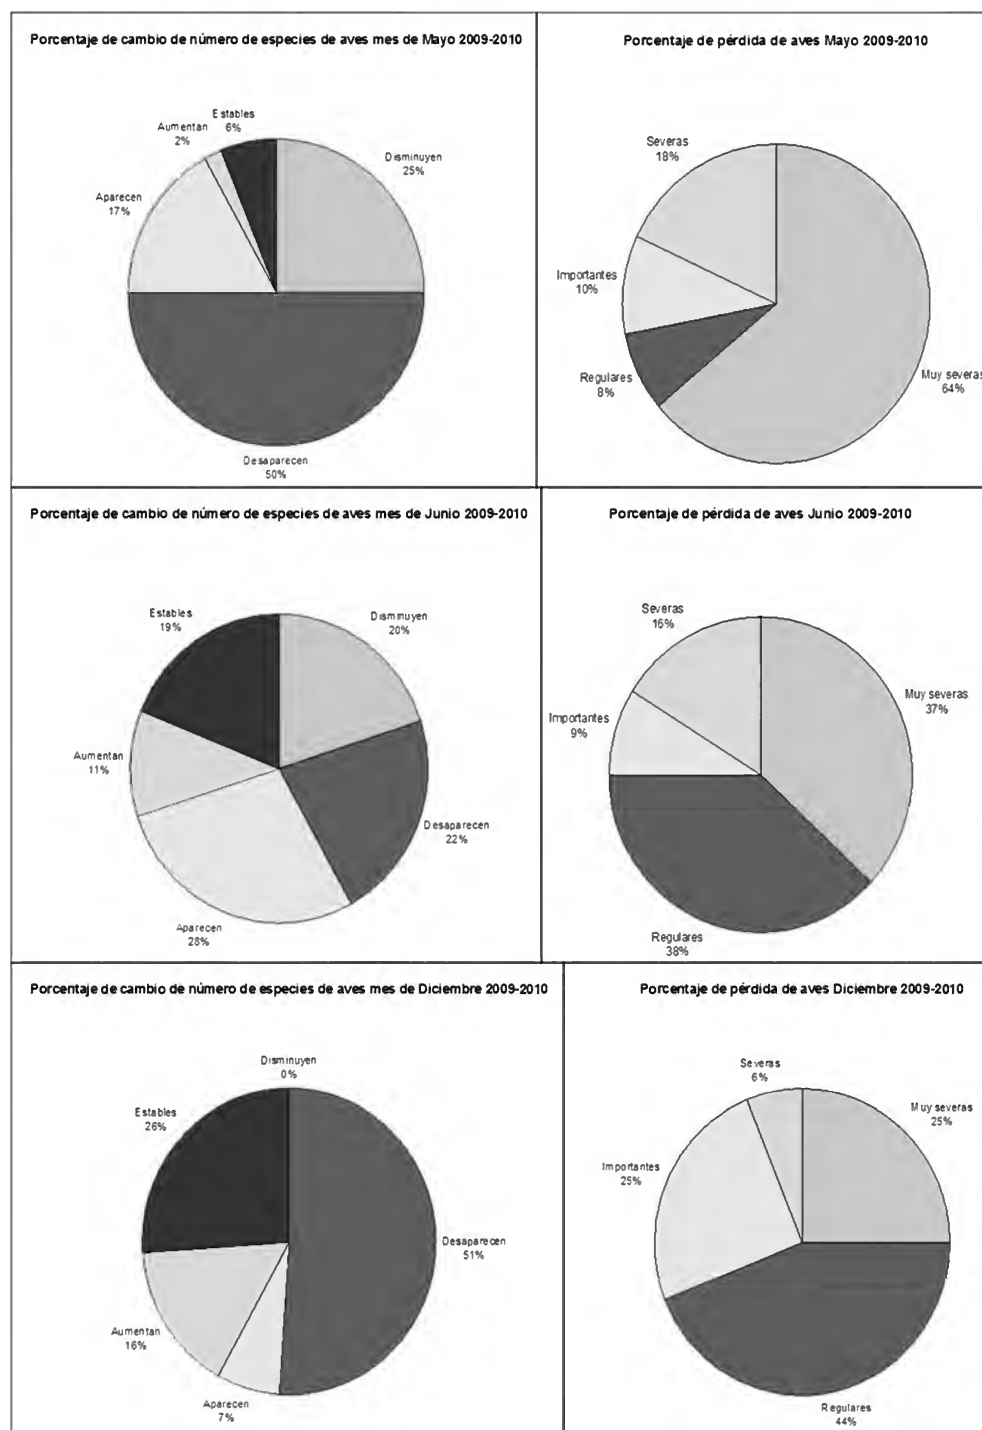 Porcentaje de cambio de número de especies de aves mes de Mayo 2009-2010
Estables
6%
Aumentan
2%
Disminuyen
25%
Aparecen
17%
Desaparecen
50%
Porcentaje de pérdida de aves Mayo 2009-2010
Severas
18%
Importantes
10%
Regulares
8%
Muy severas
64%
Porcentaje de cambio de número de especies de aves mes de Junio 2009-2010
Estables
19%
Disminuyen
20%
Aumentan
11%
Desaparecen
22%
Aparecen
28%
Porcentaje de pérdida de aves Junio 2009-2010
Severas
16%
Muy severas
37%
Importantes
9%
Regulares
38%
Porcentaje de cambio de número de especies de aves mes de Diciembre 2009-2010
Disminuyen
0%
Estables
26%
Desaparecen
51%
Aumentan
16%
Aparecen
7%
Porcentaje de pérdida de aves Diciembre 2009-2010
Severas
6%
Muy severas
25%
Importantes
25%
Regulares
44%